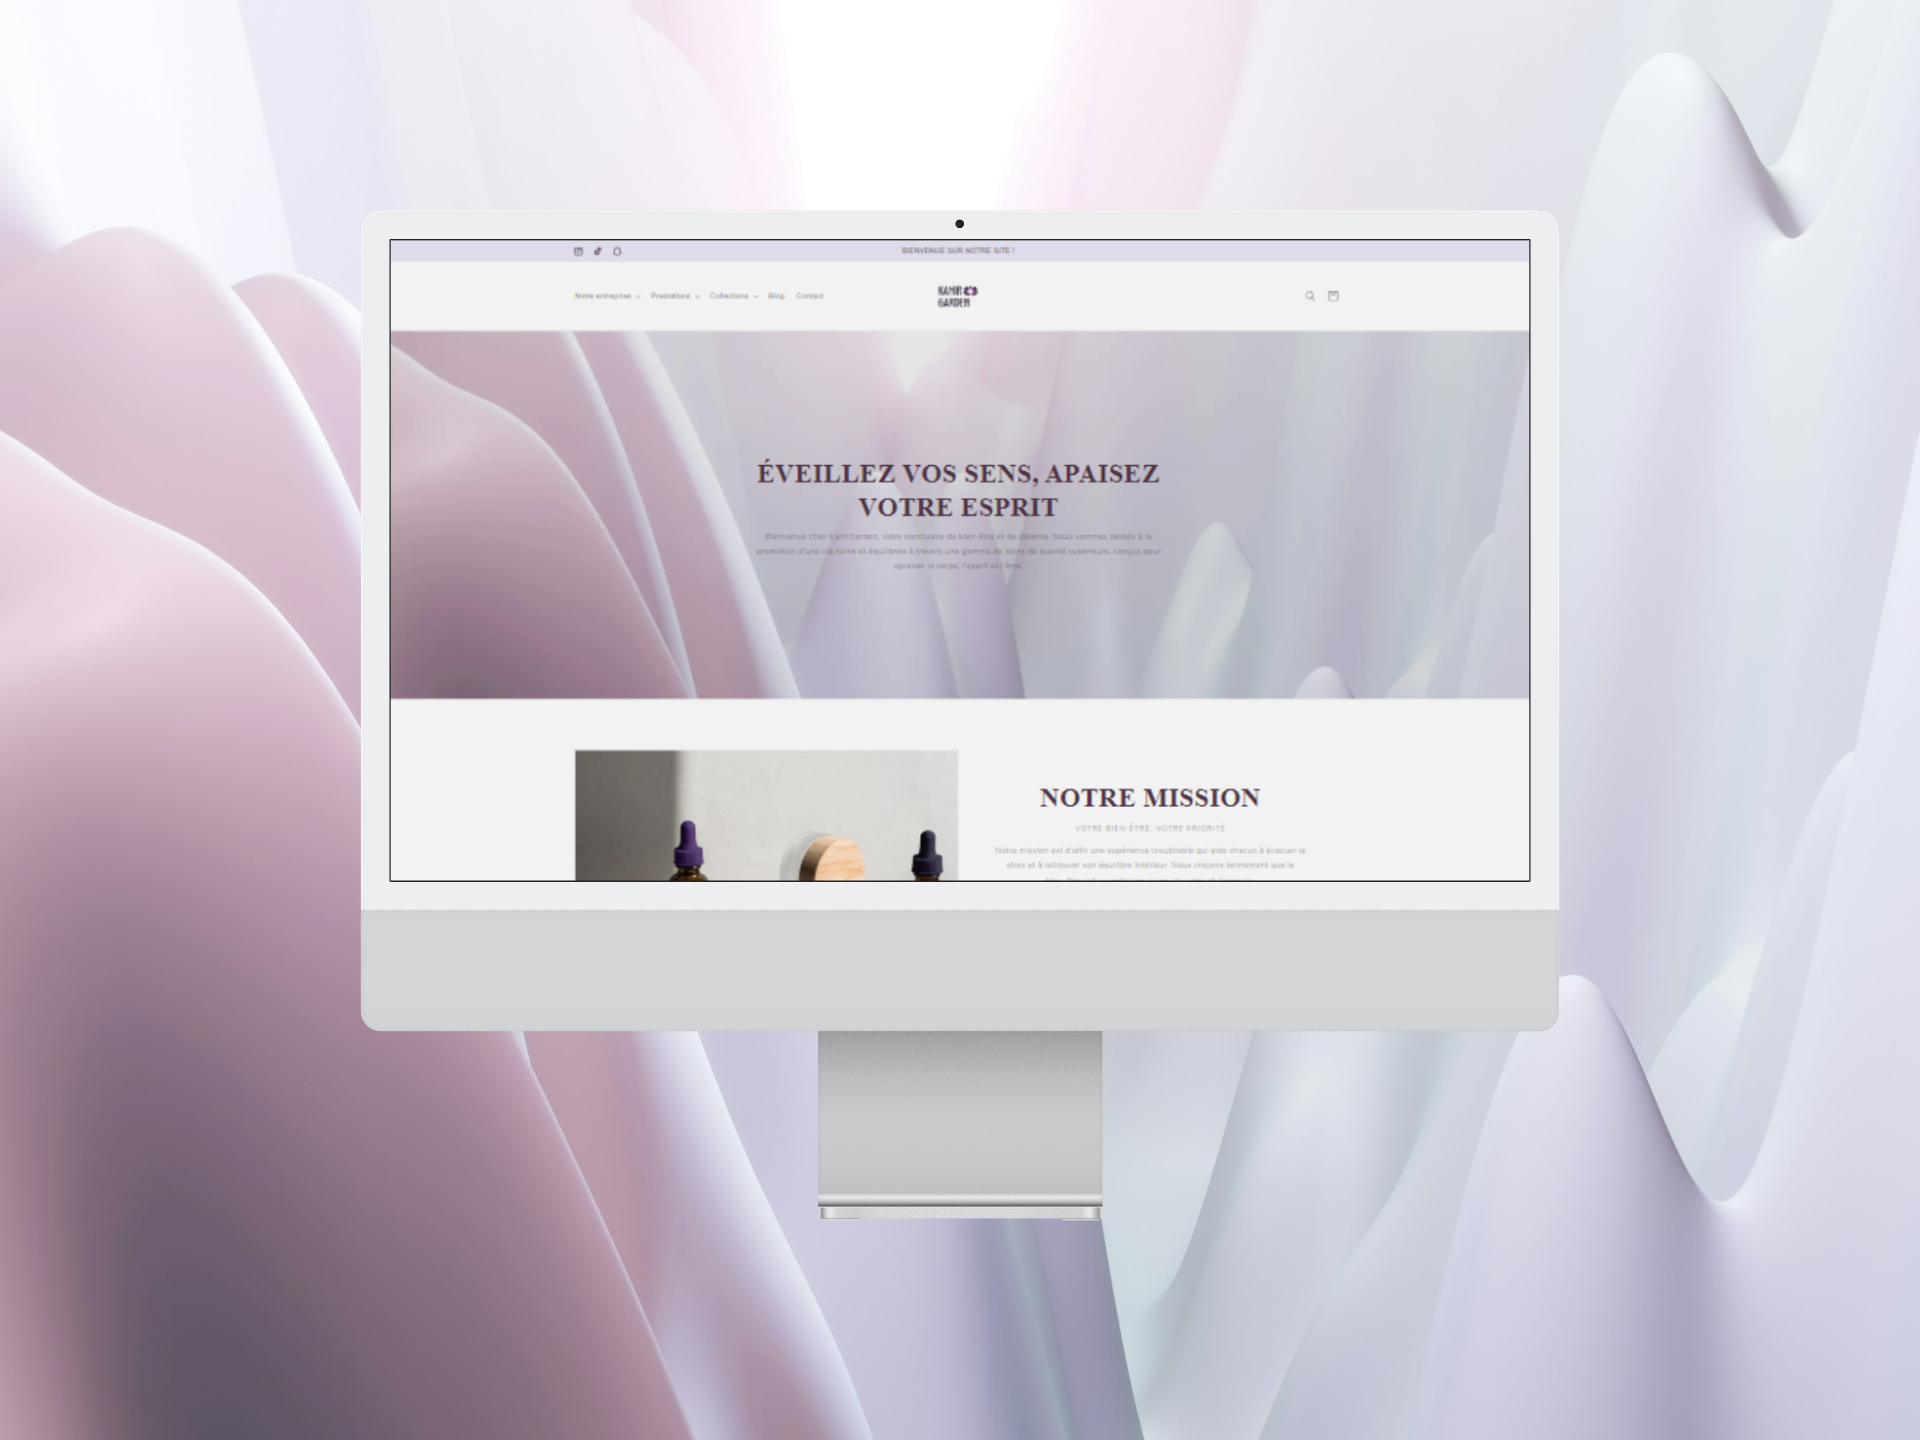 BIENVENUE SUR NOTRE SITE !
Notre entreprise Prestations Collections Blog Contact
KANIR
GARDEN
ÉVEILLEZ VOS SENS, APAISEZ
VOTRE ESPRIT
Bienvenue chez Kanir'Garden, votre sanctuaire de bien-être et de détente. Nous sommes dédiés à la
promotion d'une vie saine et équilibrée à travers une gamme de soins de qualité supérieure, conçus pour
apaiser le corps, l'esprit et l'âme.
NOTRE MISSION
VOTRE BIEN-ÊTRE, NOTRE PRIORITÉ
Notre mission est d'offrir une expérience inoubliable qui aide chacun à évacuer le
stress et à retrouver son équilibre intérieur. Nous croyons fermement que le